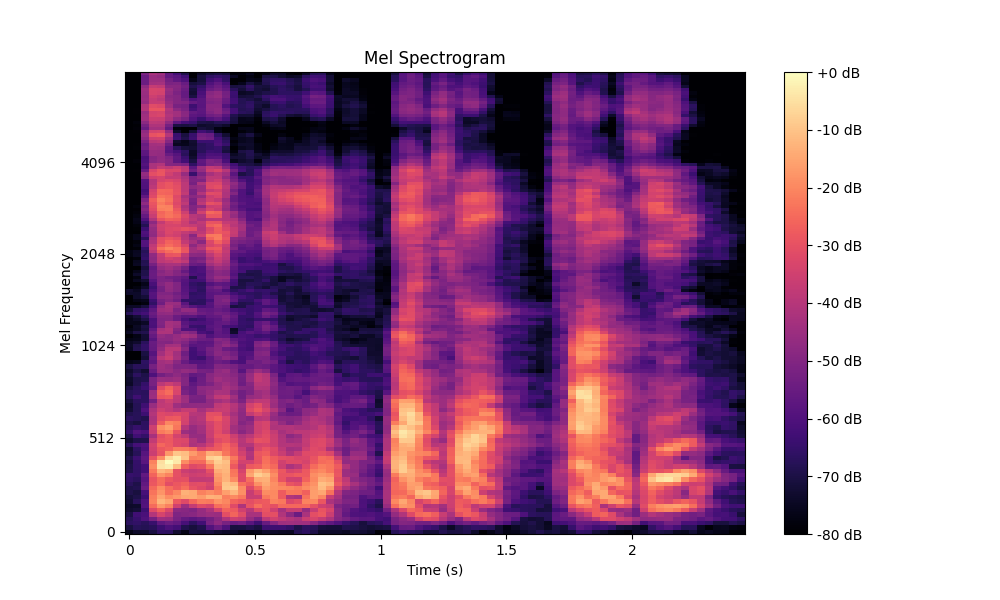 Mel Spectrogram
+0 dB
-10 dB
-20 dB
-30 dB
-40 dB
-50 dB
-60 dB
-70 dB
-80 dB
Mel Frequency
4096
2048
1024
512
0
0 0.5 1 1.5 2
Time (s)